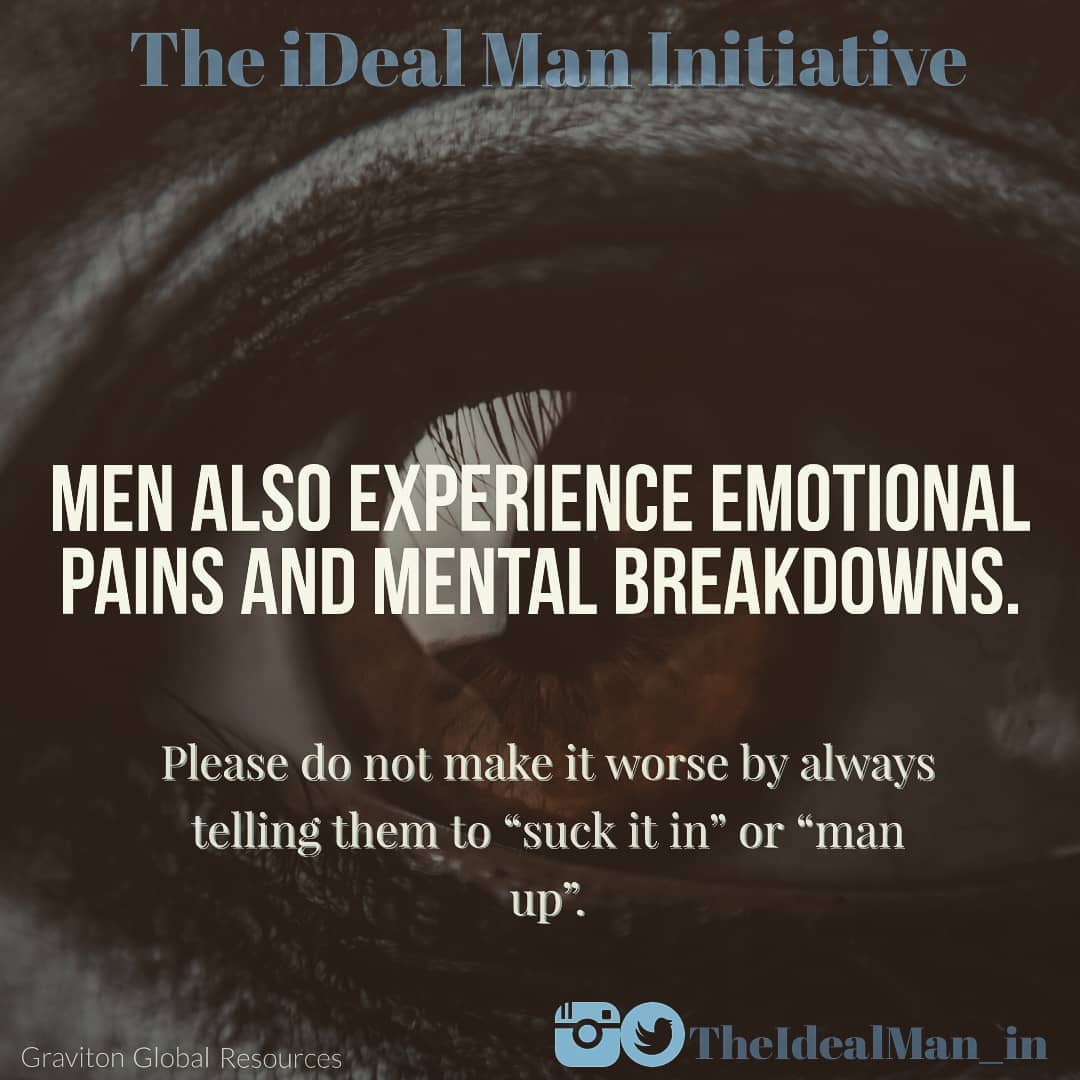 The iDeal Man Initiative
MEN ALSO EXPERIENCE EMOTIONAL
PAINS AND MENTAL BREAKDOWNS.
Please do not make it worse by always
telling them to “suck it in” or “man
up”.
TheIdealMan_in
Graviton Global Resources